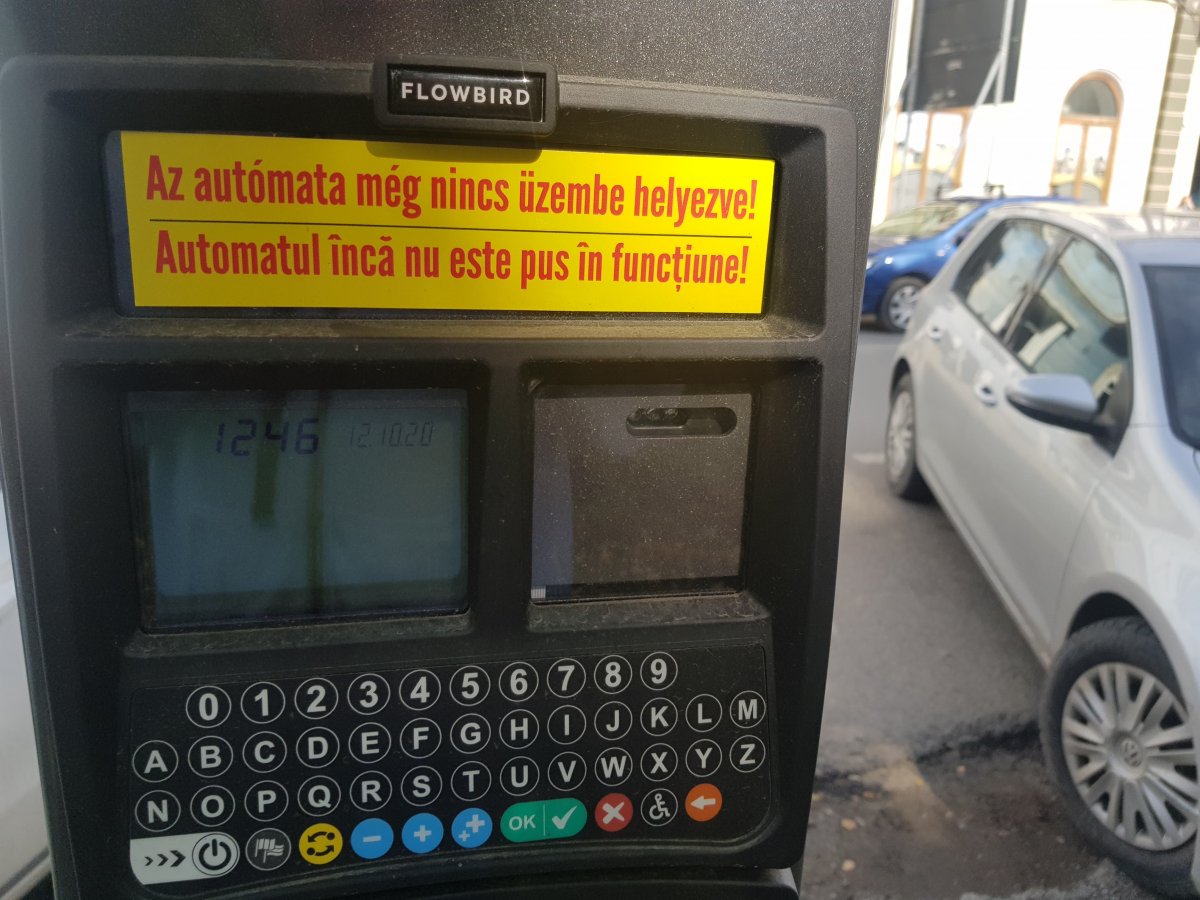 FLOWBIRD
Az autómata még nincs üzembe helyezve!
Automatul încă nu este pus în funcțiune!
1246 12.10.20
0 1 2 3 4 5 6 7 8 9
A B C D E F G H I J K L M
N O P Q R S T U V W X Y Z
>>> - + ++ OK